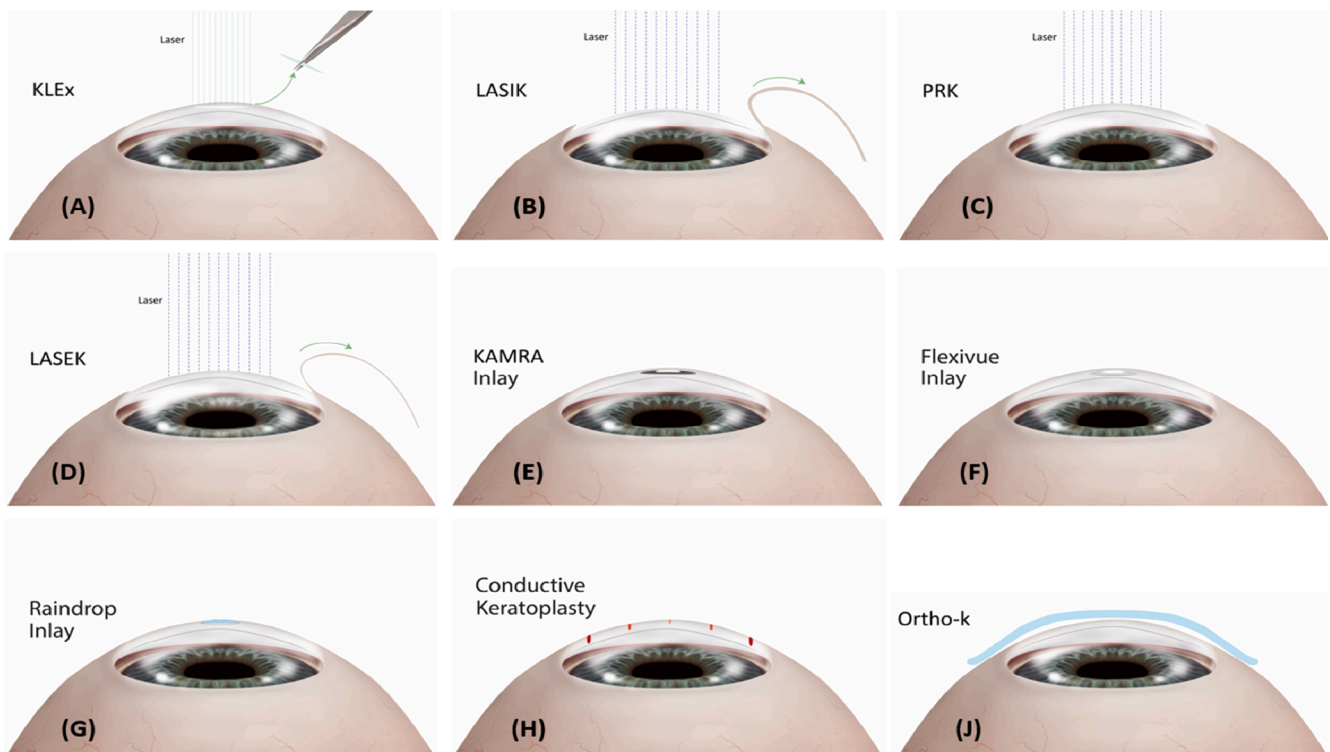 Laser
KLEx
(A)
Laser
LASIK
(B)
Laser
PRK
(C)
Laser
LASEK
(D)
KAMRA
Inlay
(E)
Flexivue
Inlay
(F)
Raindrop
Inlay
(G)
Conductive
Keratoplasty
(H)
Ortho-k
(J)